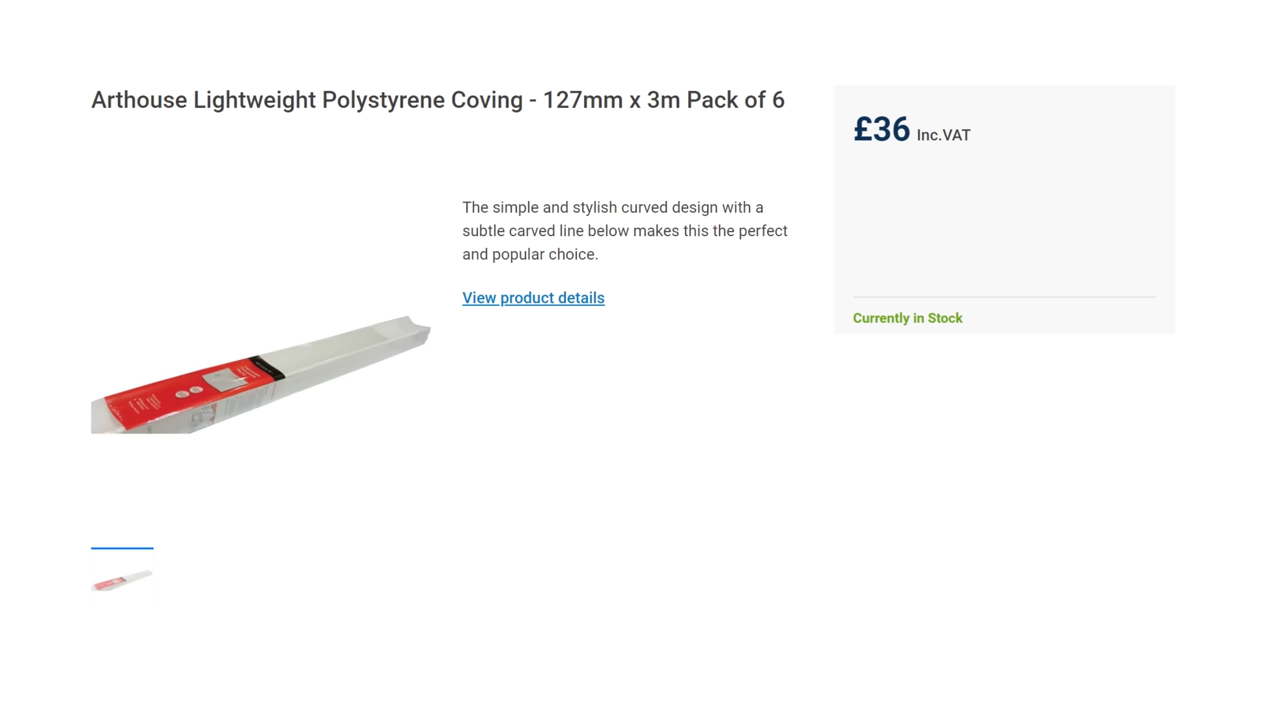 Arthouse Lightweight Polystyrene Coving - 127mm x 3m Pack of 6
£36 Inc.VAT
The simple and stylish curved design with a
subtle carved line below makes this the perfect
and popular choice.
View product details
Currently in Stock